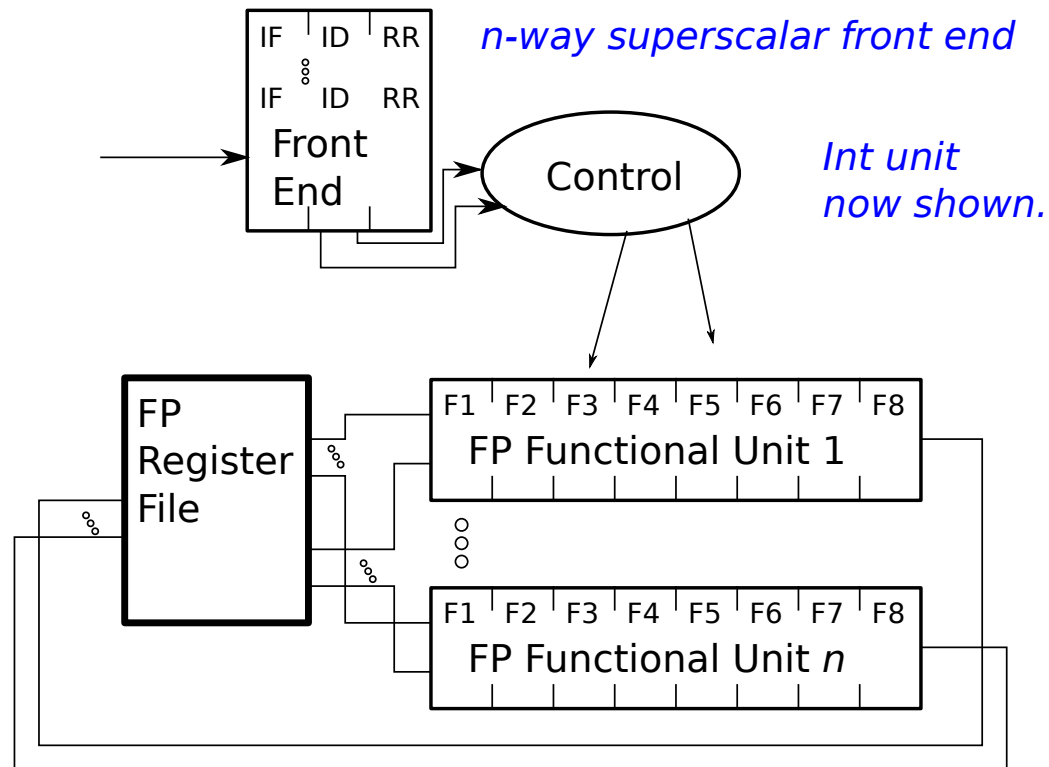 IF ID RR
n-way superscalar front end
IF ID RR
Front
End
Control
Int unit
now shown.
FP
Register
File
F1 F2 F3 F4 F5 F6 F7 F8
FP Functional Unit 1
F1 F2 F3 F4 F5 F6 F7 F8
FP Functional Unit n